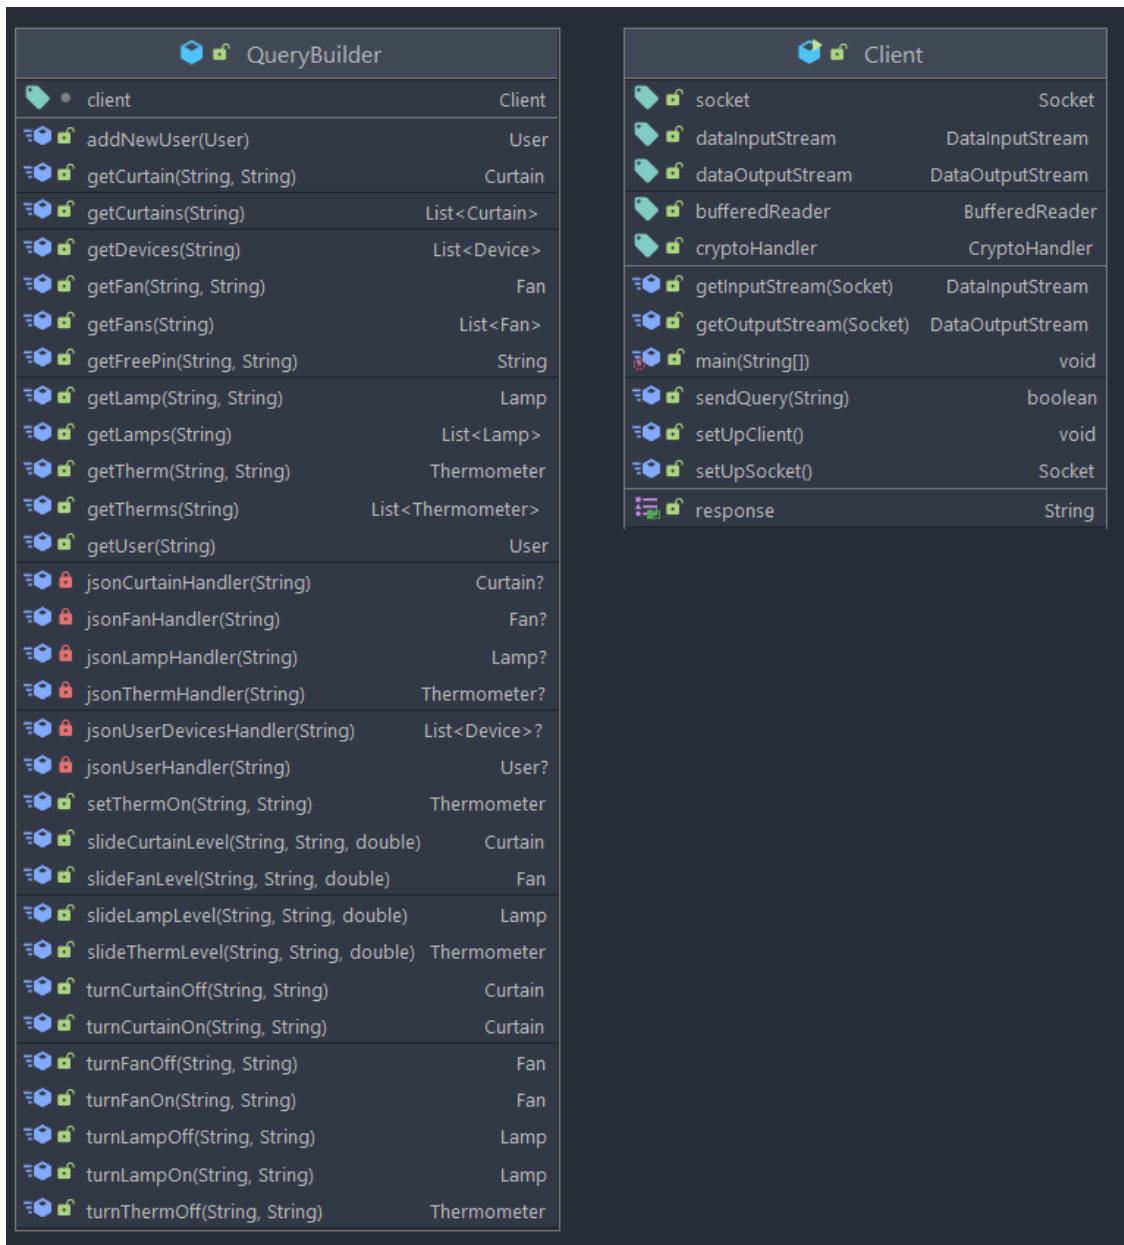 QueryBuilder
client Client
addNewUser(User) User
getCurtain(String, String) Curtain
getCurtains(String) List<Curtain>
getDevices(String) List<Device>
getFan(String, String) Fan
getFans(String) List<Fan>
getFreePin(String, String) String
getLamp(String, String) Lamp
getLamps(String) List<Lamp>
getTherm(String, String) Thermometer
getTherms(String) List<Thermometer>
getUser(String) User
jsonCurtainHandler(String) Curtain?
jsonFanHandler(String) Fan?
jsonLampHandler(String) Lamp?
jsonThermHandler(String) Thermometer?
jsonUserDevicesHandler(String) List<Device>?
jsonUserHandler(String) User?
setThermOn(String, String) Thermometer
slideCurtainLevel(String, String, double) Curtain
slideFanLevel(String, String, double) Fan
slideLampLevel(String, String, double) Lamp
slideThermLevel(String, String, double) Thermometer
turnCurtainOff(String, String) Curtain
turnCurtainOn(String, String) Curtain
turnFanOff(String, String) Fan
turnFanOn(String, String) Fan
turnLampOff(String, String) Lamp
turnLampOn(String, String) Lamp
turnThermOff(String, String) Thermometer
Client
socket Socket
dataInputStream DataInputStream
dataOutputStream DataOutputStream
bufferedReader BufferedReader
cryptoHandler CryptoHandler
getInputStream(Socket) DataInputStream
getOutputStream(Socket) DataOutputStream
main(String[]) void
sendQuery(String) boolean
setUpClient() void
setUpSocket() Socket
response String